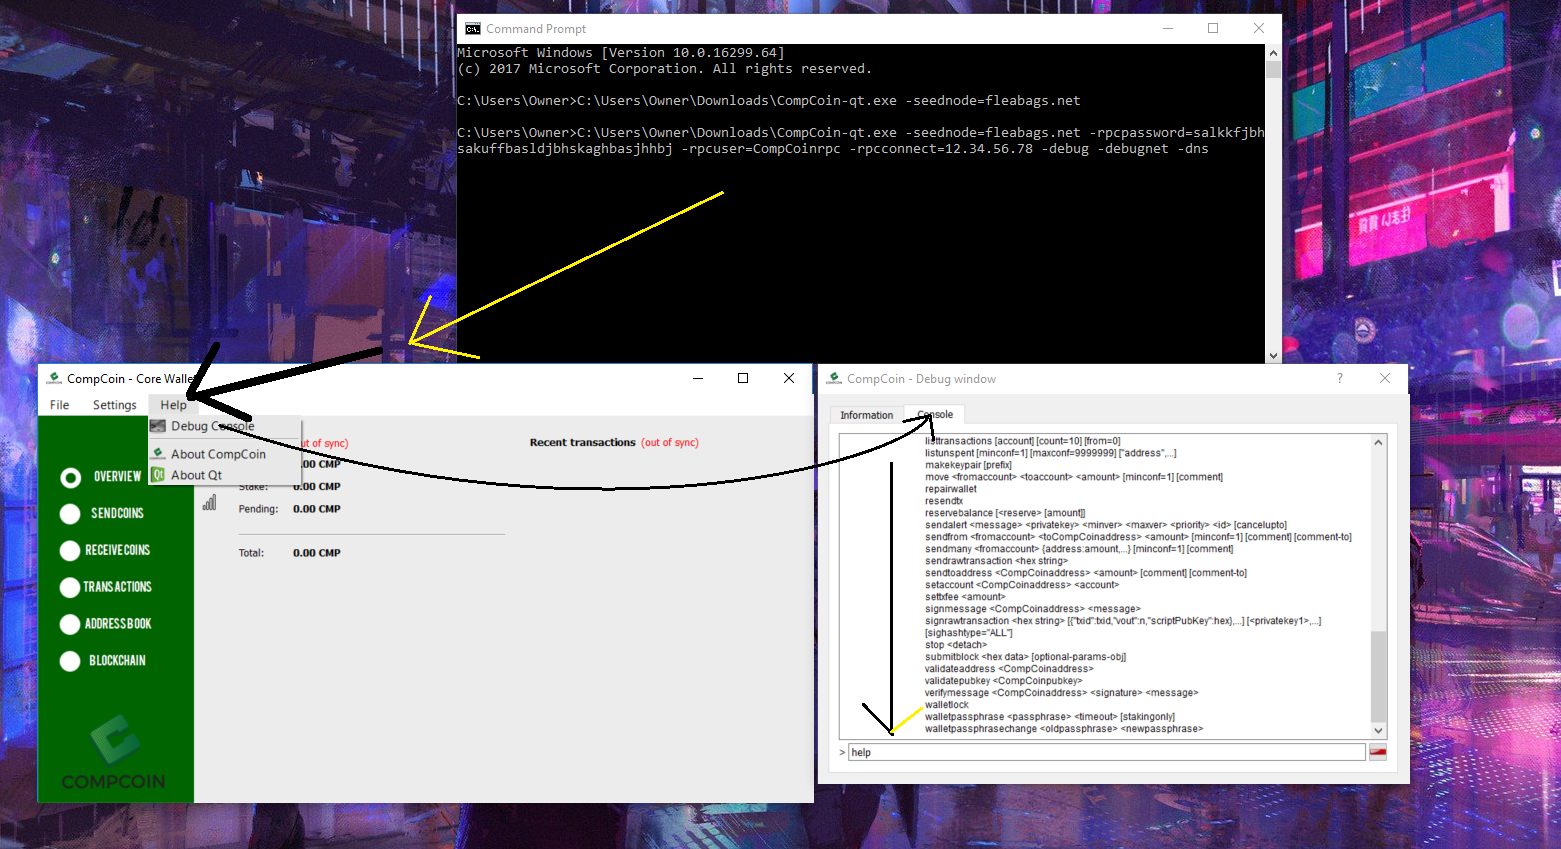 Command Prompt
Microsoft Windows [Version 10.0.16299.64]
(c) 2017 Microsoft Corporation. All rights reserved.
C:\Users\Owner>C:\Users\Owner\Downloads\CompCoin-qt.exe -seednode=fleabags.net
C:\Users\Owner>C:\Users\Owner\Downloads\CompCoin-qt.exe -seednode=fleabags.net -rpcpassword=salkkfjbh
sakuffbasldjbhskaghbasjhhbj -rpcuser=CompCoinrpc -rpcconnect=12.34.56.78 -debug -debugnet -dns
CompCoin - Core Wallet
File Settings Help
Debug Console
About CompCoin
About Qt
OVERVIEW
SEND COINS
RECEIVE COINS
TRANSACTIONS
ADDRESS BOOK
BLOCKCHAIN
COMPCOIN
out of sync)
.00 CMP
Stake: 0.00 CMP
Pending: 0.00 CMP
Total: 0.00 CMP
Recent transactions (out of sync)
CompCoin - Debug window
Information Console
listtransactions [account] [count=10] [from=0]
listunspent [minconf=1] [maxconf=9999999] ["address",...]
makekeypair [prefix]
move <fromaccount> <toaccount> <amount> [minconf=1] [comment]
repairwallet
resendtx
reservebalance [<reserve> [amount]]
sendalert <message> <privatekey> <minver> <maxver> <priority> <id> [cancelupto]
sendfrom <fromaccount> <toCompCoinaddress> <amount> [minconf=1] [comment] [comment-to]
sendmany <fromaccount> {address:amount,...} [minconf=1] [comment]
sendrawtransaction <hex string>
sendtoaddress <CompCoinaddress> <amount> [comment] [comment-to]
setaccount <CompCoinaddress> <account>
settxfee <amount>
signmessage <CompCoinaddress> <message>
signrawtransaction <hex string> [{"txid":txid,"vout":n,"scriptPubKey":hex},...] [<privatekey1>,...]
[sighashtype="ALL"]
stop <detach>
submitblock <hex data> [optional-params-obj]
validateaddress <CompCoinaddress>
validatepubkey <CompCoinpubkey>
verifymessage <CompCoinaddress> <signature> <message>
walletlock
walletpassphrase <passphrase> <timeout> [stakingonly]
walletpassphrasechange <oldpassphrase> <newpassphrase>
> help